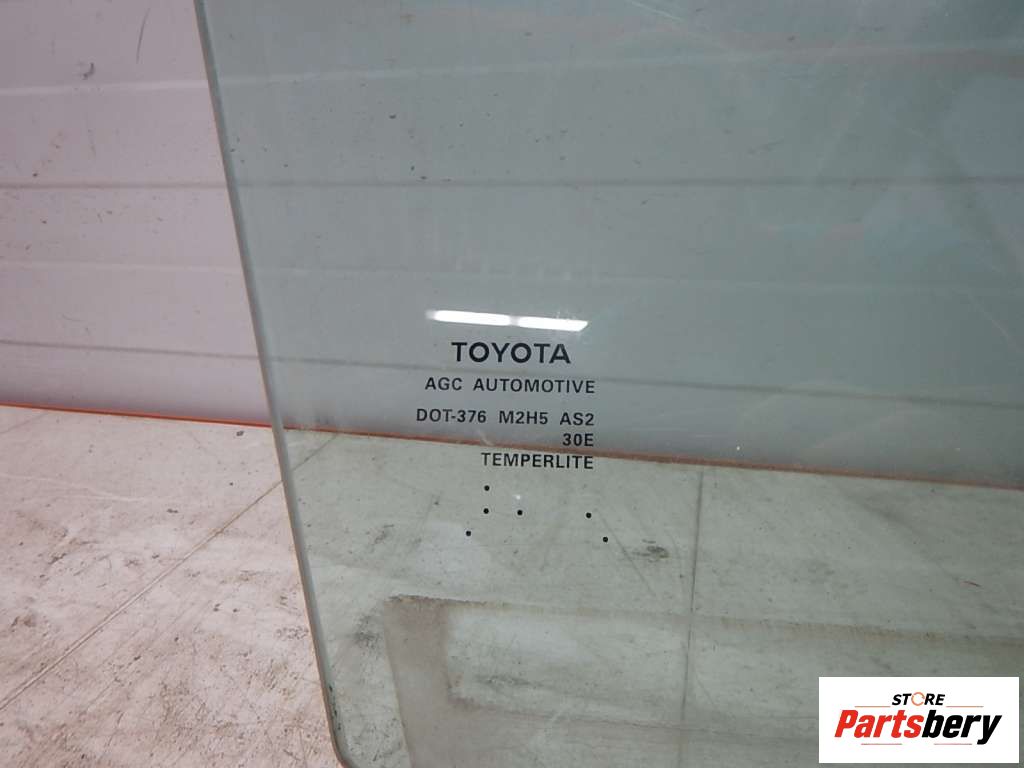 TOYOTA
AGC AUTOMOTIVE
DOT-376 M2H5 AS2
30E
TEMPERLITE
STORE
Partsbery